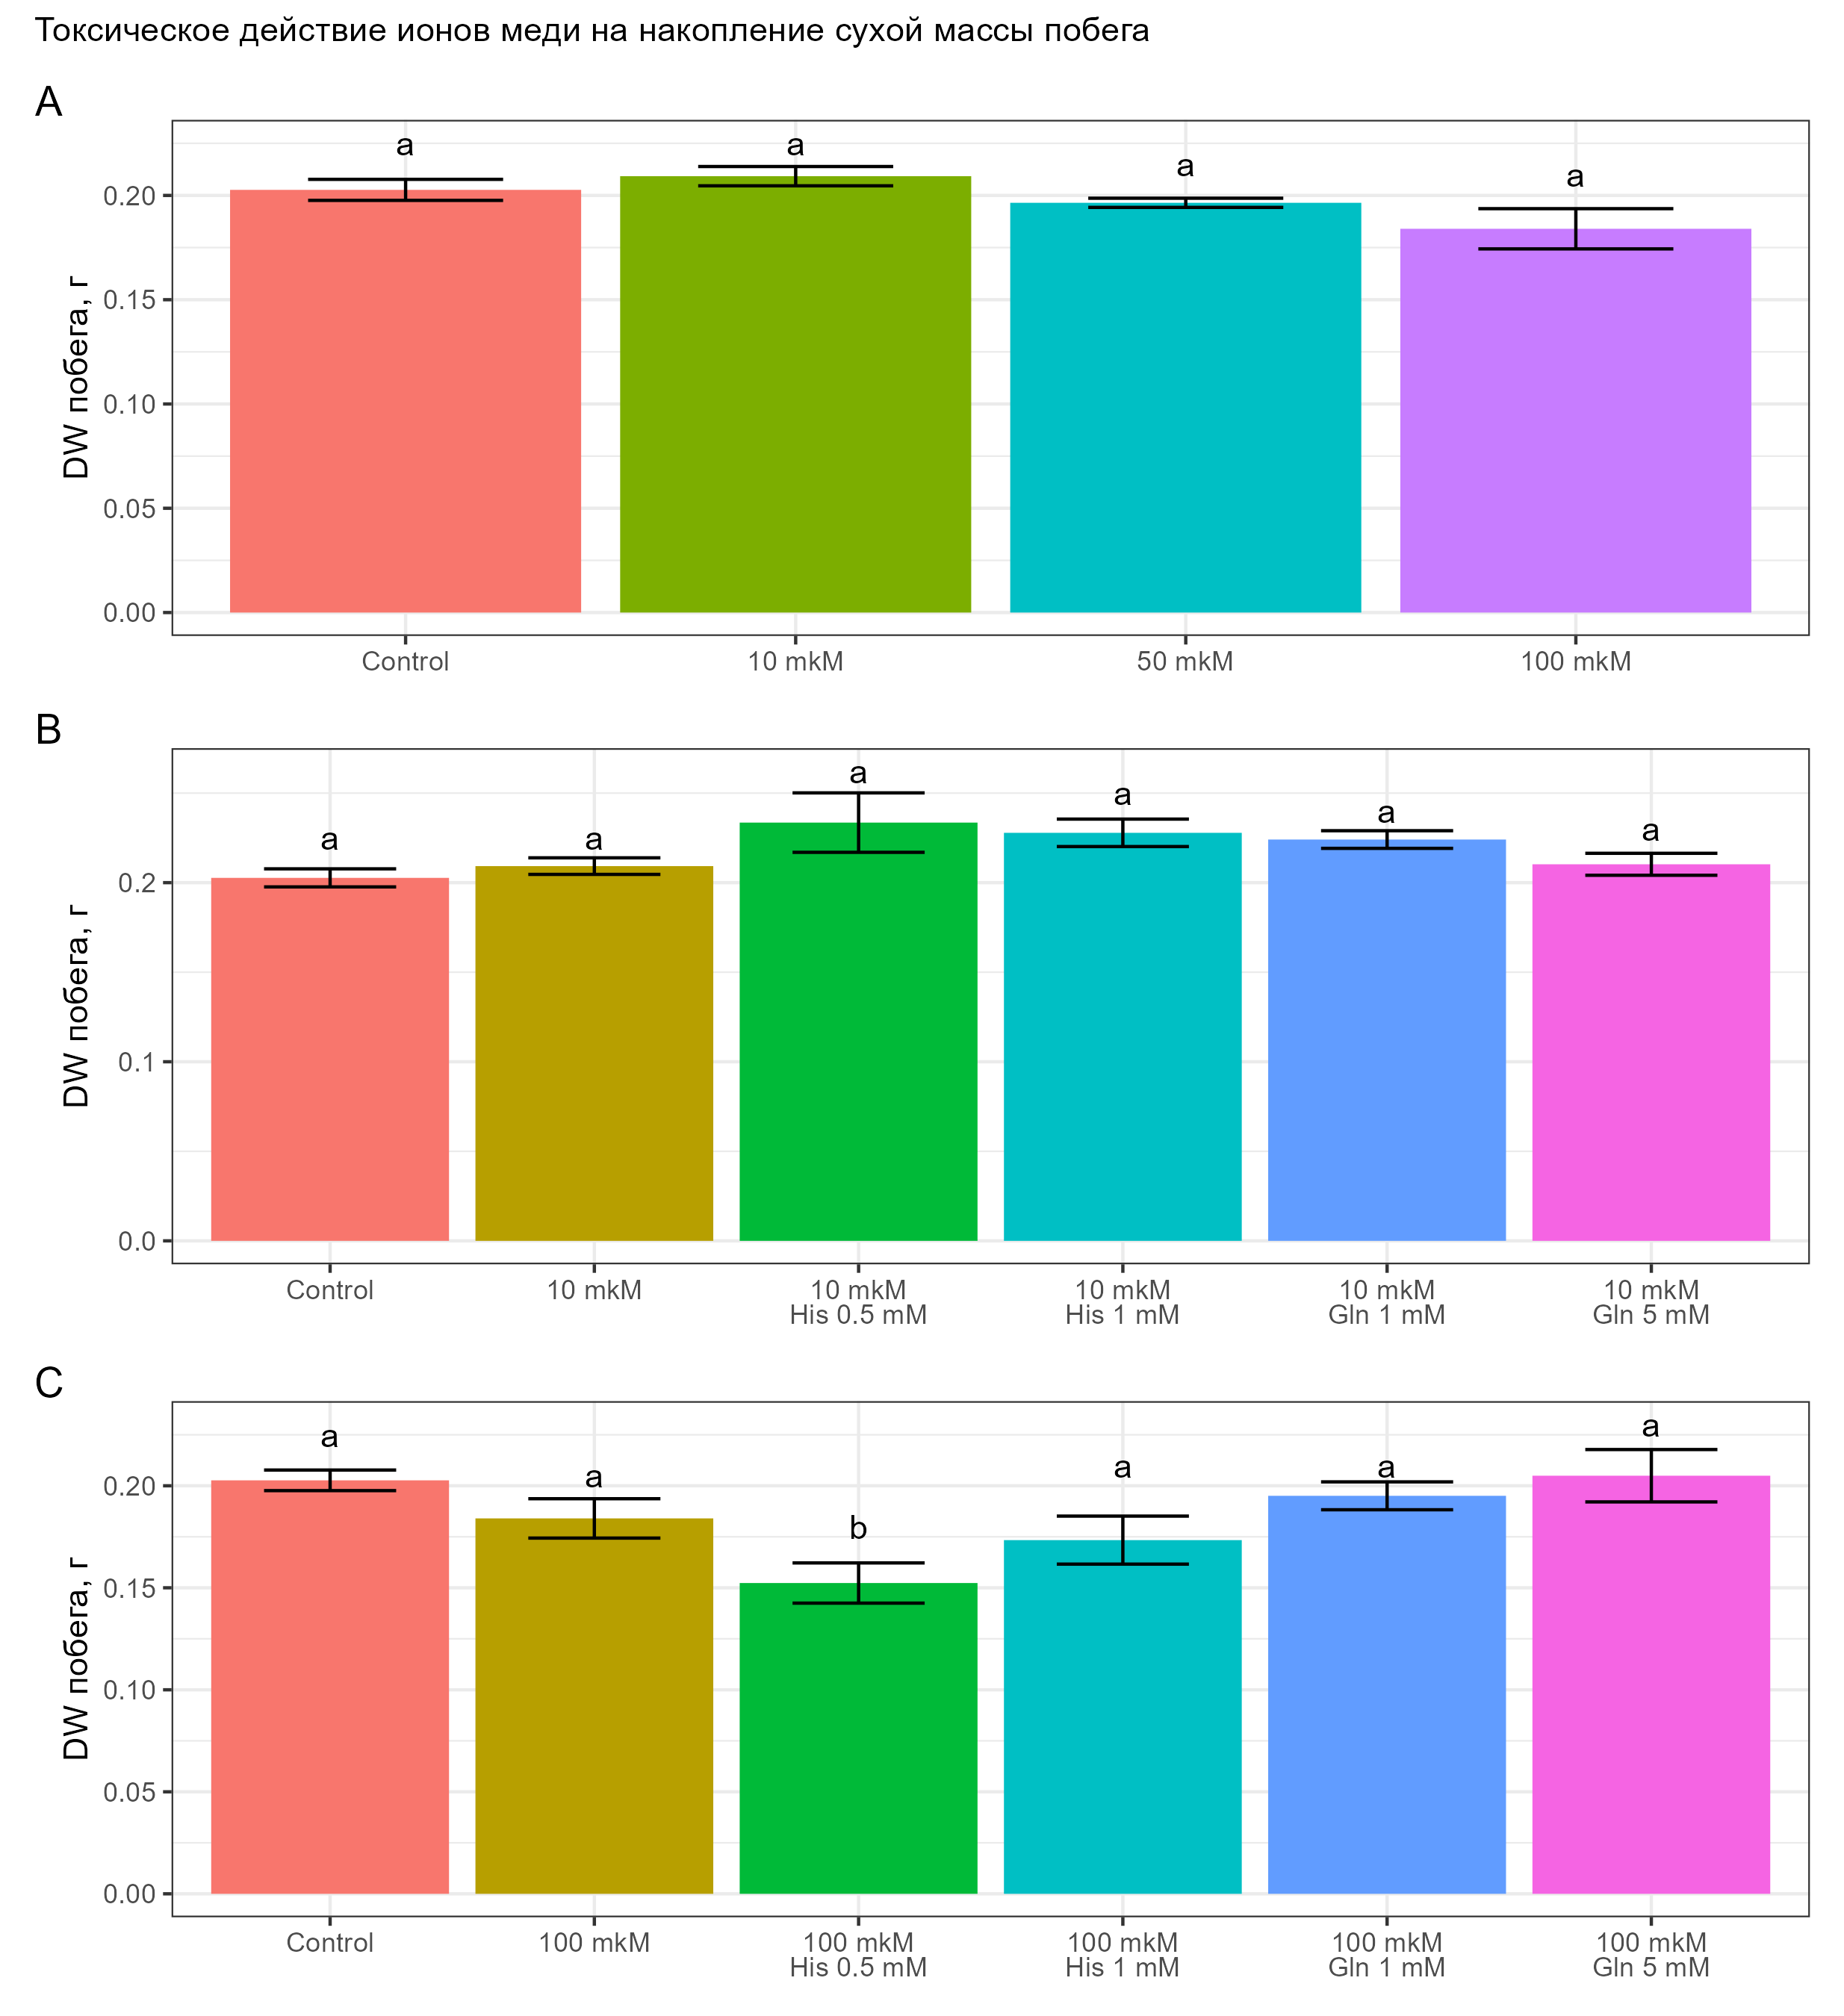 Токсическое действие ионов меди на накопление сухой массы побега
A
DW побега, г
0.20
0.15
0.10
0.05
0.00
a
a
a
a
Control
10 mkM
50 mkM
100 mkM
B
DW побега, г
0.2
0.1
0.0
a
a
a
a
a
a
Control
10 mkM
10 mkM
His 0.5 mM
10 mkM
His 1 mM
10 mkM
Gln 1 mM
10 mkM
Gln 5 mM
C
DW побега, г
0.20
0.15
0.10
0.05
0.00
a
a
b
a
a
a
Control
100 mkM
100 mkM
His 0.5 mM
100 mkM
His 1 mM
100 mkM
Gln 1 mM
100 mkM
Gln 5 mM